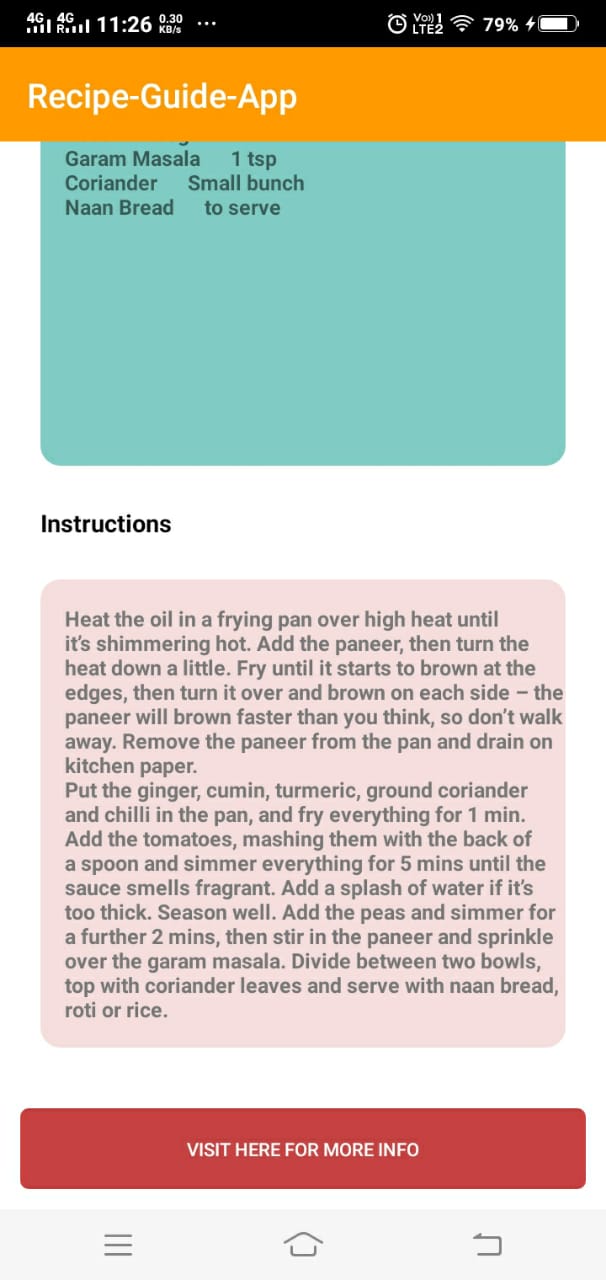 4G 4G R 11:26 0.30 KB/s ... Vo)) 1 LTE2 79%
Recipe-Guide-App
Garam Masala 1 tsp
Coriander Small bunch
Naan Bread to serve
Instructions
Heat the oil in a frying pan over high heat until
it's shimmering hot. Add the paneer, then turn the
heat down a little. Fry until it starts to brown at the
edges, then turn it over and brown on each side – the
paneer will brown faster than you think, so don't walk
away. Remove the paneer from the pan and drain on
kitchen paper.
Put the ginger, cumin, turmeric, ground coriander
and chilli in the pan, and fry everything for 1 min.
Add the tomatoes, mashing them with the back of
a spoon and simmer everything for 5 mins until the
sauce smells fragrant. Add a splash of water if it's
too thick. Season well. Add the peas and simmer for
a further 2 mins, then stir in the paneer and sprinkle
over the garam masala. Divide between two bowls,
top with coriander leaves and serve with naan bread,
roti or rice.
VISIT HERE FOR MORE INFO